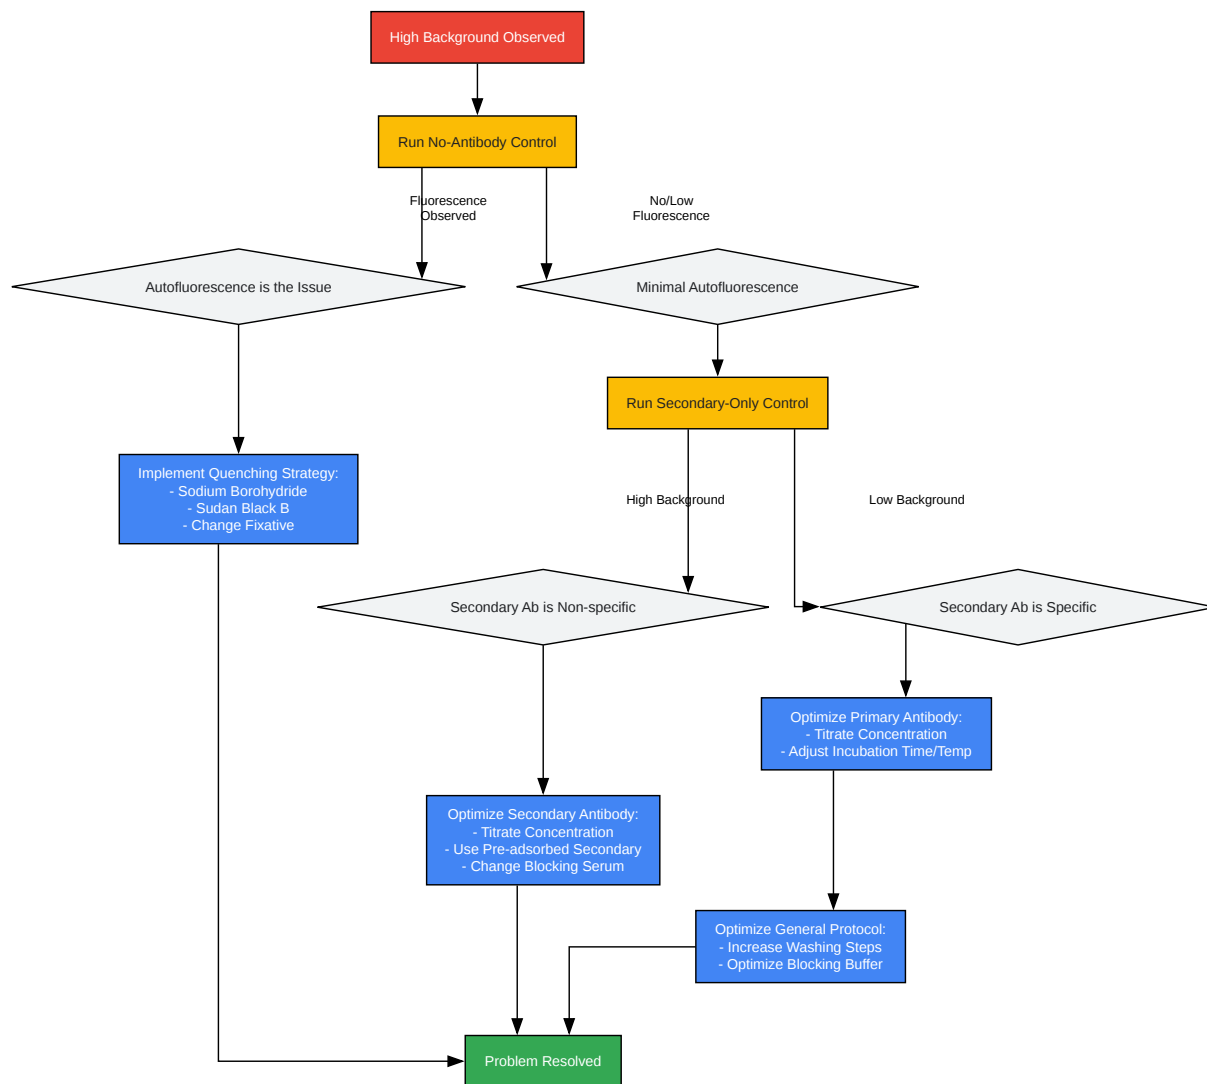 High Background Observed
Run No-Antibody Control
Fluorescence
Observed
No/Low
Fluorescence
Autofluorescence is the Issue
Minimal Autofluorescence
Run Secondary-Only Control
Implement Quenching Strategy:
- Sodium Borohydride
- Sudan Black B
- Change Fixative
High Background
Low Background
Secondary Ab is Non-specific
Secondary Ab is Specific
Optimize Primary Antibody:
- Titrate Concentration
- Adjust Incubation Time/Temp
Optimize Secondary Antibody:
- Titrate Concentration
- Use Pre-adsorbed Secondary
- Change Blocking Serum
Optimize General Protocol:
- Increase Washing Steps
- Optimize Blocking Buffer
Problem Resolved